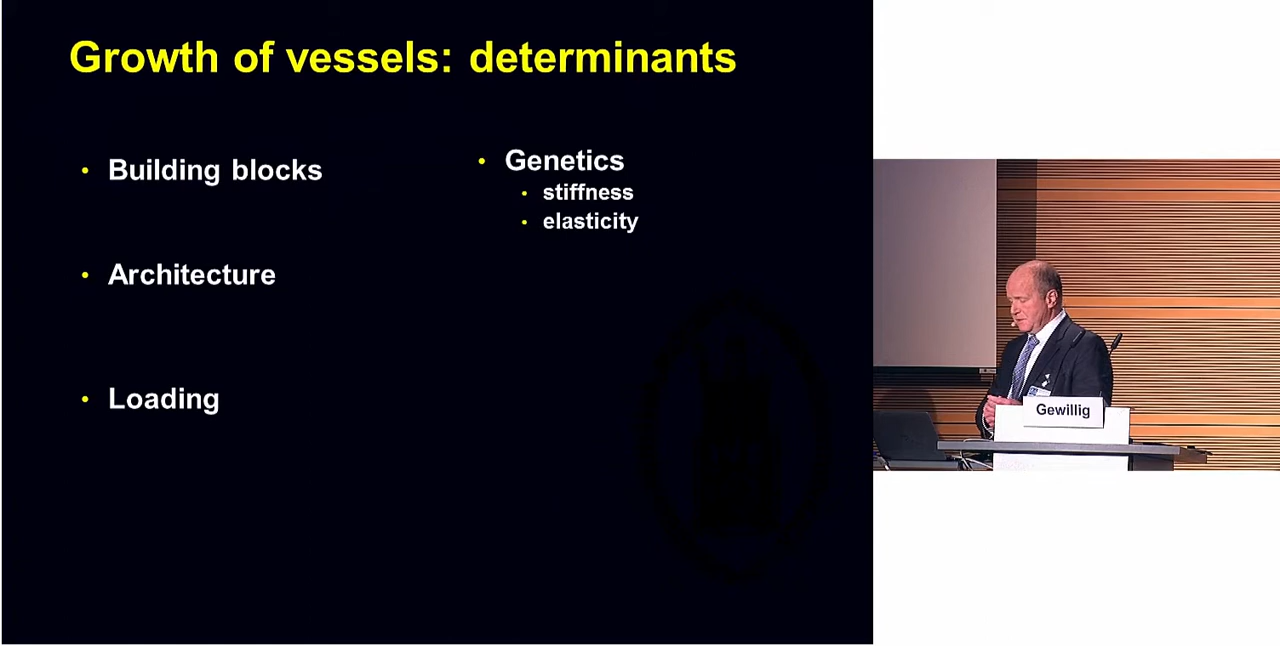 Growth of vessels: determinants
• Building blocks
• Architecture
• Loading
• Genetics
• stiffness
• elasticity
Gewillig